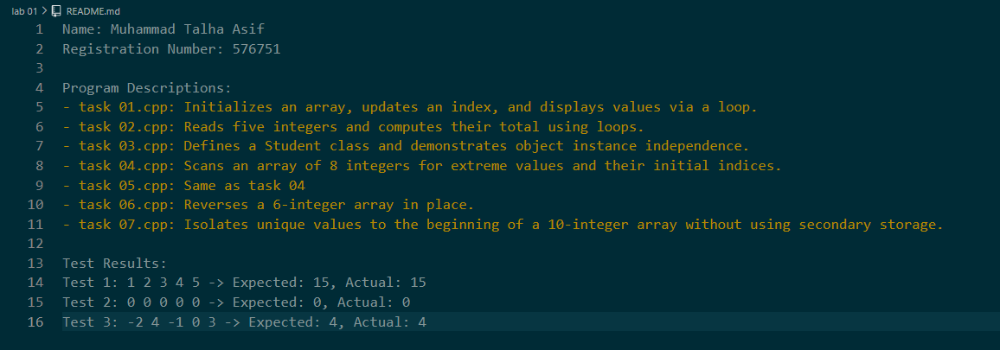 lab 01 > README.md
1 Name: Muhammad Talha Asif
2 Registration Number: 576751
3
4 Program Descriptions:
5 - task 01.cpp: Initializes an array, updates an index, and displays values via a loop.
6 - task 02.cpp: Reads five integers and computes their total using loops.
7 - task 03.cpp: Defines a Student class and demonstrates object instance independence.
8 - task 04.cpp: Scans an array of 8 integers for extreme values and their initial indices.
9 - task 05.cpp: Same as task 04
10 - task 06.cpp: Reverses a 6-integer array in place.
11 - task 07.cpp: Isolates unique values to the beginning of a 10-integer array without using secondary storage.
12
13 Test Results:
14 Test 1: 1 2 3 4 5 -> Expected: 15, Actual: 15
15 Test 2: 0 0 0 0 0 -> Expected: 0, Actual: 0
16 Test 3: -2 4 -1 0 3 -> Expected: 4, Actual: 4